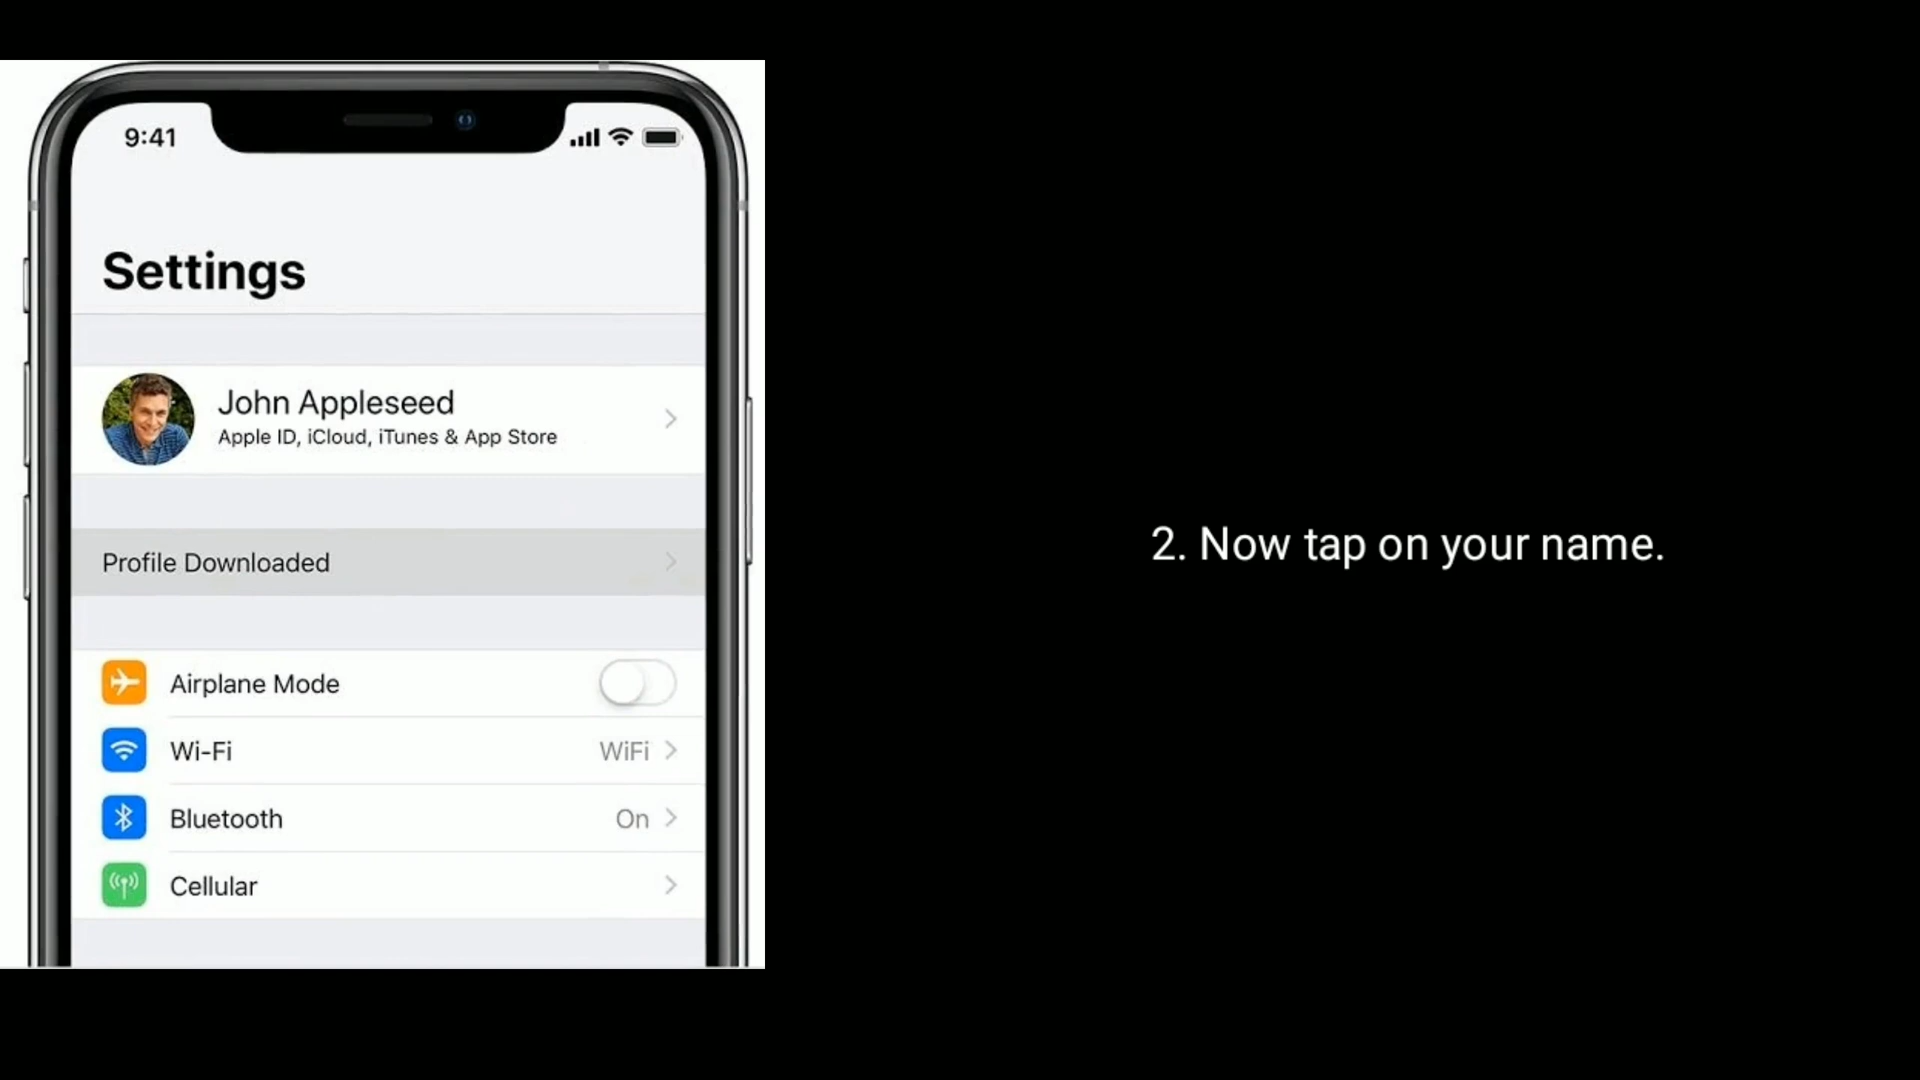 9:41
Settings
John Appleseed
Apple ID, iCloud, iTunes & App Store
Profile Downloaded
Airplane Mode
Wi-Fi WiFi
Bluetooth On
Cellular
2. Now tap on your name.